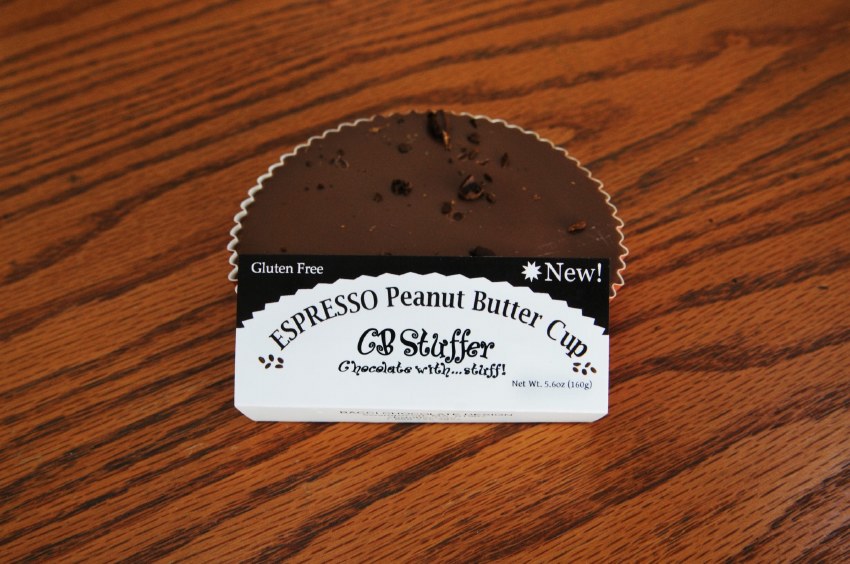 Gluten Free
New!
ESPRESSO Peanut Butter Cup
CB Stuffer
Chocolate with...stuff!
Net Wt. 5.6oz (160g)